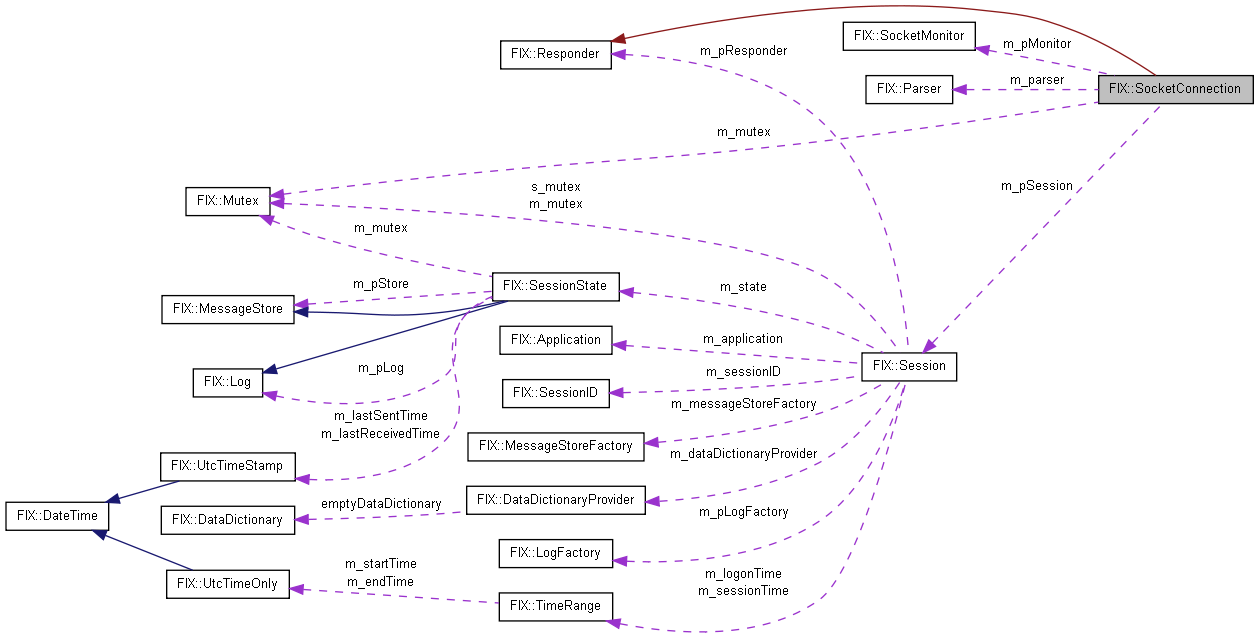 FIX::SocketMonitor
FIX::Responder
m_pResponder
m_pMonitor
m_parser
FIX::Parser
FIX::SocketConnection
m_mutex
m_pSession
s_mutex
m_mutex
FIX::Mutex
m_mutex
m_pStore
FIX::SessionState
m_state
FIX::MessageStore
FIX::Application
m_application
FIX::Session
m_pLog
FIX::Log
m_sessionID
FIX::SessionID
m_messageStoreFactory
m_lastSentTime
m_lastReceivedTime
FIX::MessageStoreFactory
m_dataDictionaryProvider
FIX::UtcTimeStamp
emptyDataDictionary
FIX::DataDictionaryProvider
m_pLogFactory
FIX::DateTime
FIX::DataDictionary
FIX::LogFactory
m_startTime
m_endTime
m_logonTime
m_sessionTime
FIX::UtcTimeOnly
FIX::TimeRange